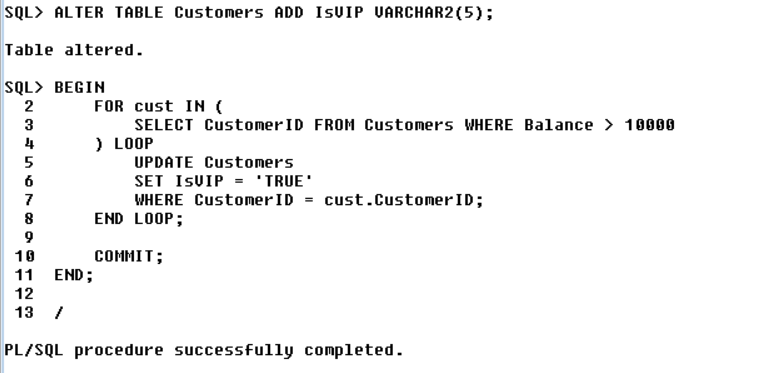 SQL> ALTER TABLE Customers ADD IsVIP VARCHAR2(5);
Table altered.
SQL> BEGIN
  2      FOR cust IN (
  3          SELECT CustomerID FROM Customers WHERE Balance > 10000
  4      ) LOOP
  5          UPDATE Customers
  6          SET IsVIP = 'TRUE'
  7          WHERE CustomerID = cust.CustomerID;
  8      END LOOP;
  9
 10      COMMIT;
 11  END;
 12
 13  /
PL/SQL procedure successfully completed.